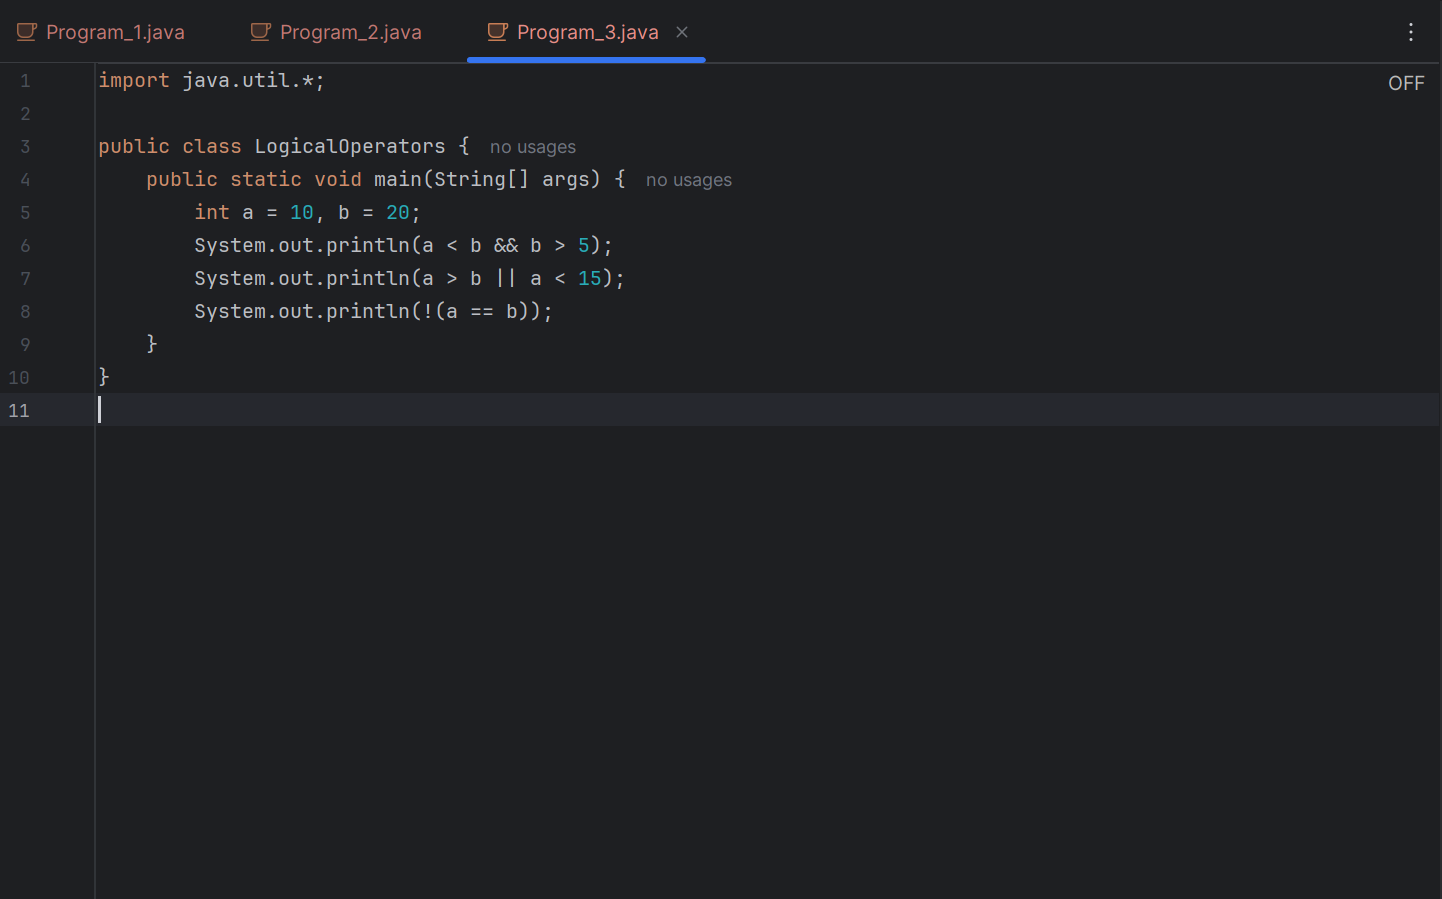 Program_1.java Program_2.java Program_3.java
OFF
1 import java.util.*;
2
3 public class LogicalOperators { no usages
4 public static void main(String[] args) { no usages
5 int a = 10, b = 20;
6 System.out.println(a < b && b > 5);
7 System.out.println(a > b || a < 15);
8 System.out.println(!(a == b));
9 }
10 }
11